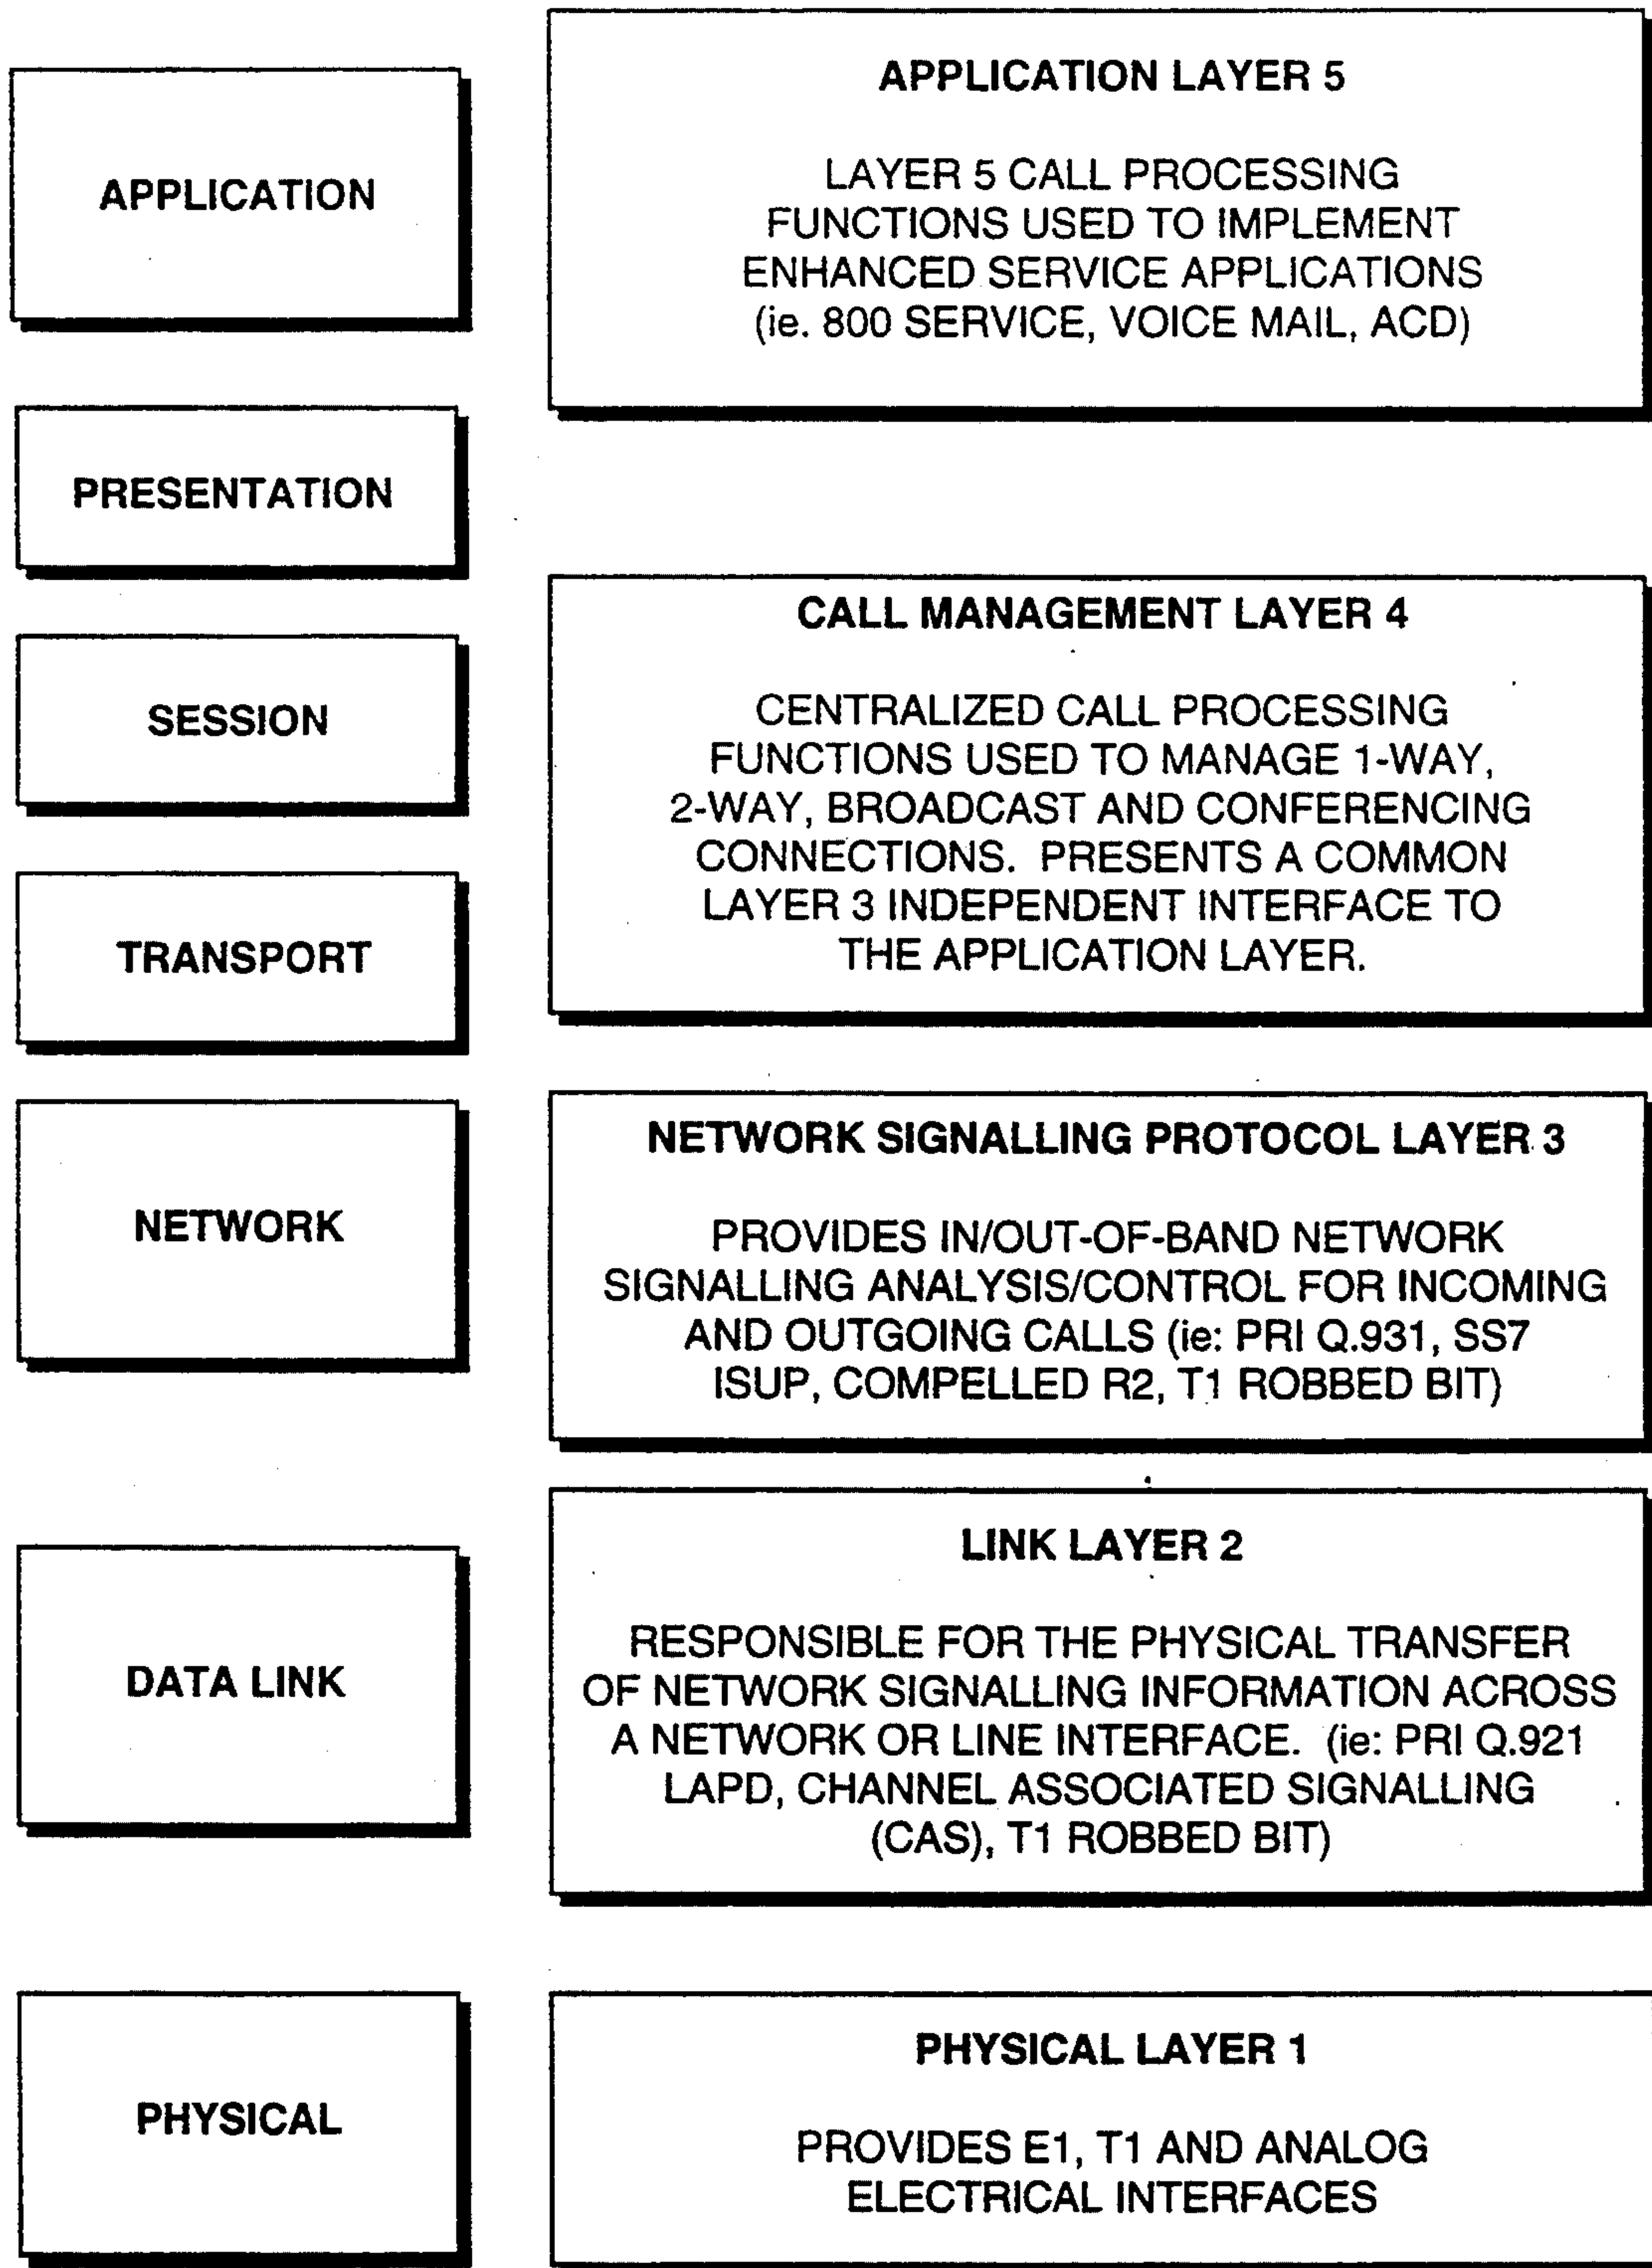 APPLICATION
APPLICATION LAYER 5
LAYER 5 CALL PROCESSING
FUNCTIONS USED TO IMPLEMENT
ENHANCED SERVICE APPLICATIONS
(ie. 800 SERVICE, VOICE MAIL, ACD)
PRESENTATION
SESSION
TRANSPORT
CALL MANAGEMENT LAYER 4
CENTRALIZED CALL PROCESSING
FUNCTIONS USED TO MANAGE 1-WAY,
2-WAY, BROADCAST AND CONFERENCING
CONNECTIONS. PRESENTS A COMMON
LAYER 3 INDEPENDENT INTERFACE TO
THE APPLICATION LAYER.
NETWORK
NETWORK SIGNALLING PROTOCOL LAYER 3
PROVIDES IN/OUT-OF-BAND NETWORK
SIGNALLING ANALYSIS/CONTROL FOR INCOMING
AND OUTGOING CALLS (ie: PRI Q.931, SS7
ISUP, COMPELLED R2, T1 ROBBED BIT)
DATA LINK
LINK LAYER 2
RESPONSIBLE FOR THE PHYSICAL TRANSFER
OF NETWORK SIGNALLING INFORMATION ACROSS
A NETWORK OR LINE INTERFACE. (ie: PRI Q.921
LAPD, CHANNEL ASSOCIATED SIGNALLING
(CAS), T1 ROBBED BIT)
PHYSICAL
PHYSICAL LAYER 1
PROVIDES E1, T1 AND ANALOG
ELECTRICAL INTERFACES